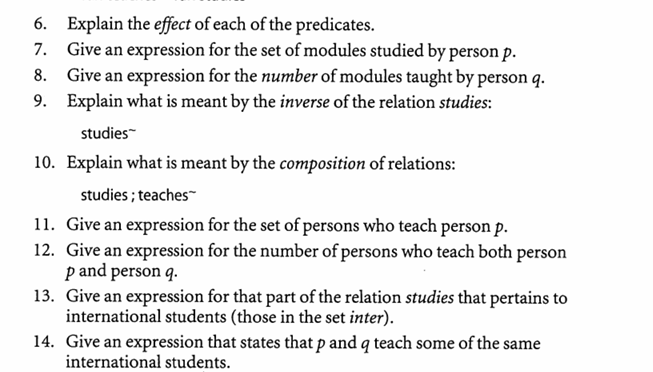 6. Explain the effect of each of the predicates.
7. Give an expression for the set of modules studied by person p.
8. Give an expression for the number of modules taught by person q.
9. Explain what is meant by the inverse of the relation studies:
studies~
10. Explain what is meant by the composition of relations:
studies ; teaches~
11. Give an expression for the set of persons who teach person p.
12. Give an expression for the number of persons who teach both person
p and person q.
13. Give an expression for that part of the relation studies that pertains to
international students (those in the set inter).
14. Give an expression that states that p and q teach some of the same
international students.